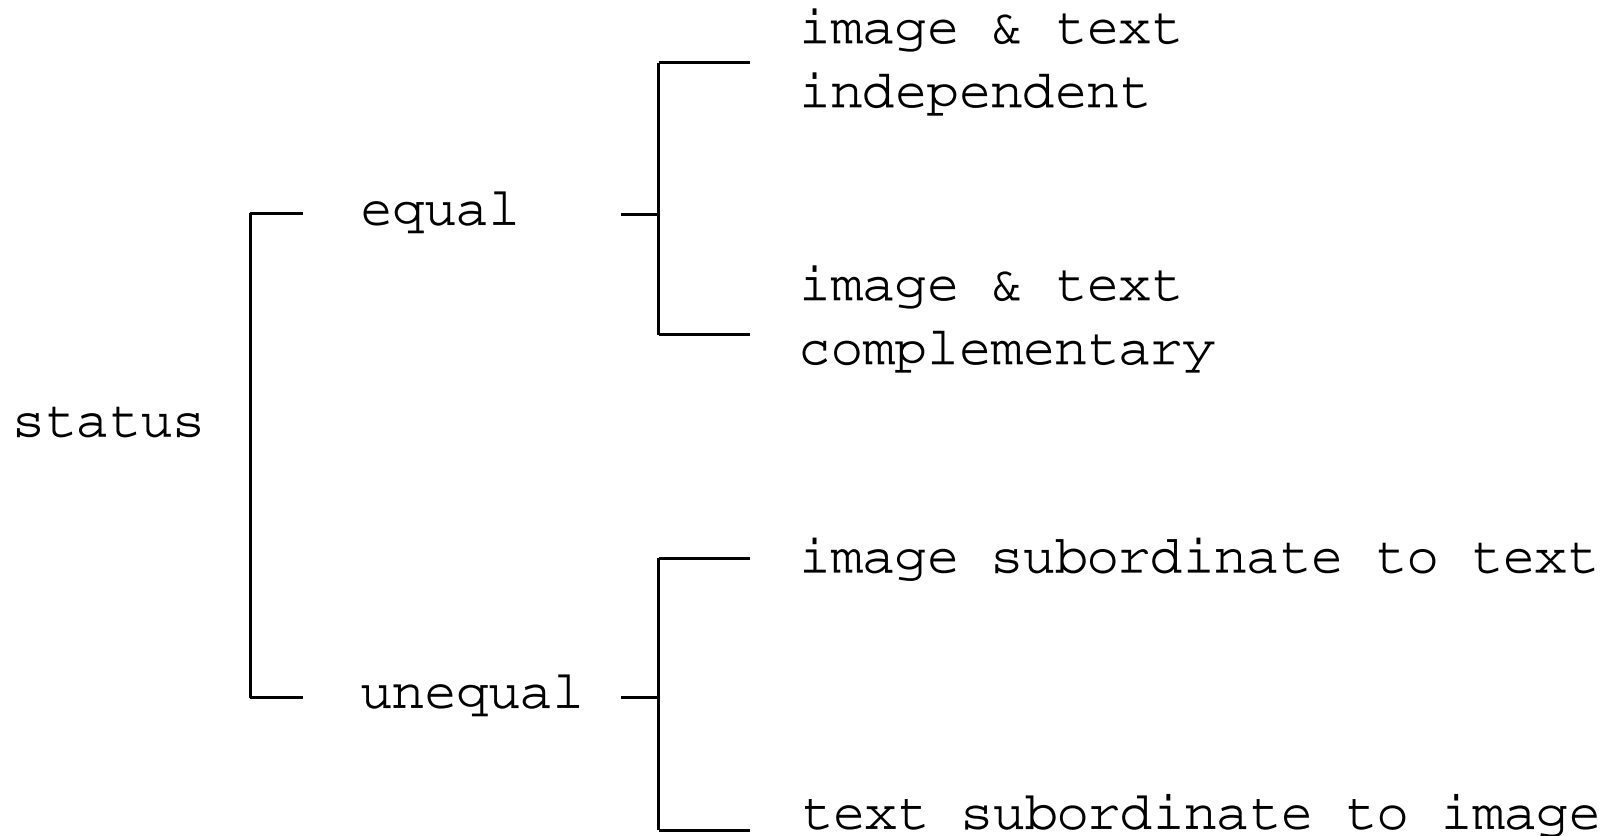 image & text
independent
equal
image & text
complementary
status
image subordinate to text
unequal
text subordinate to image